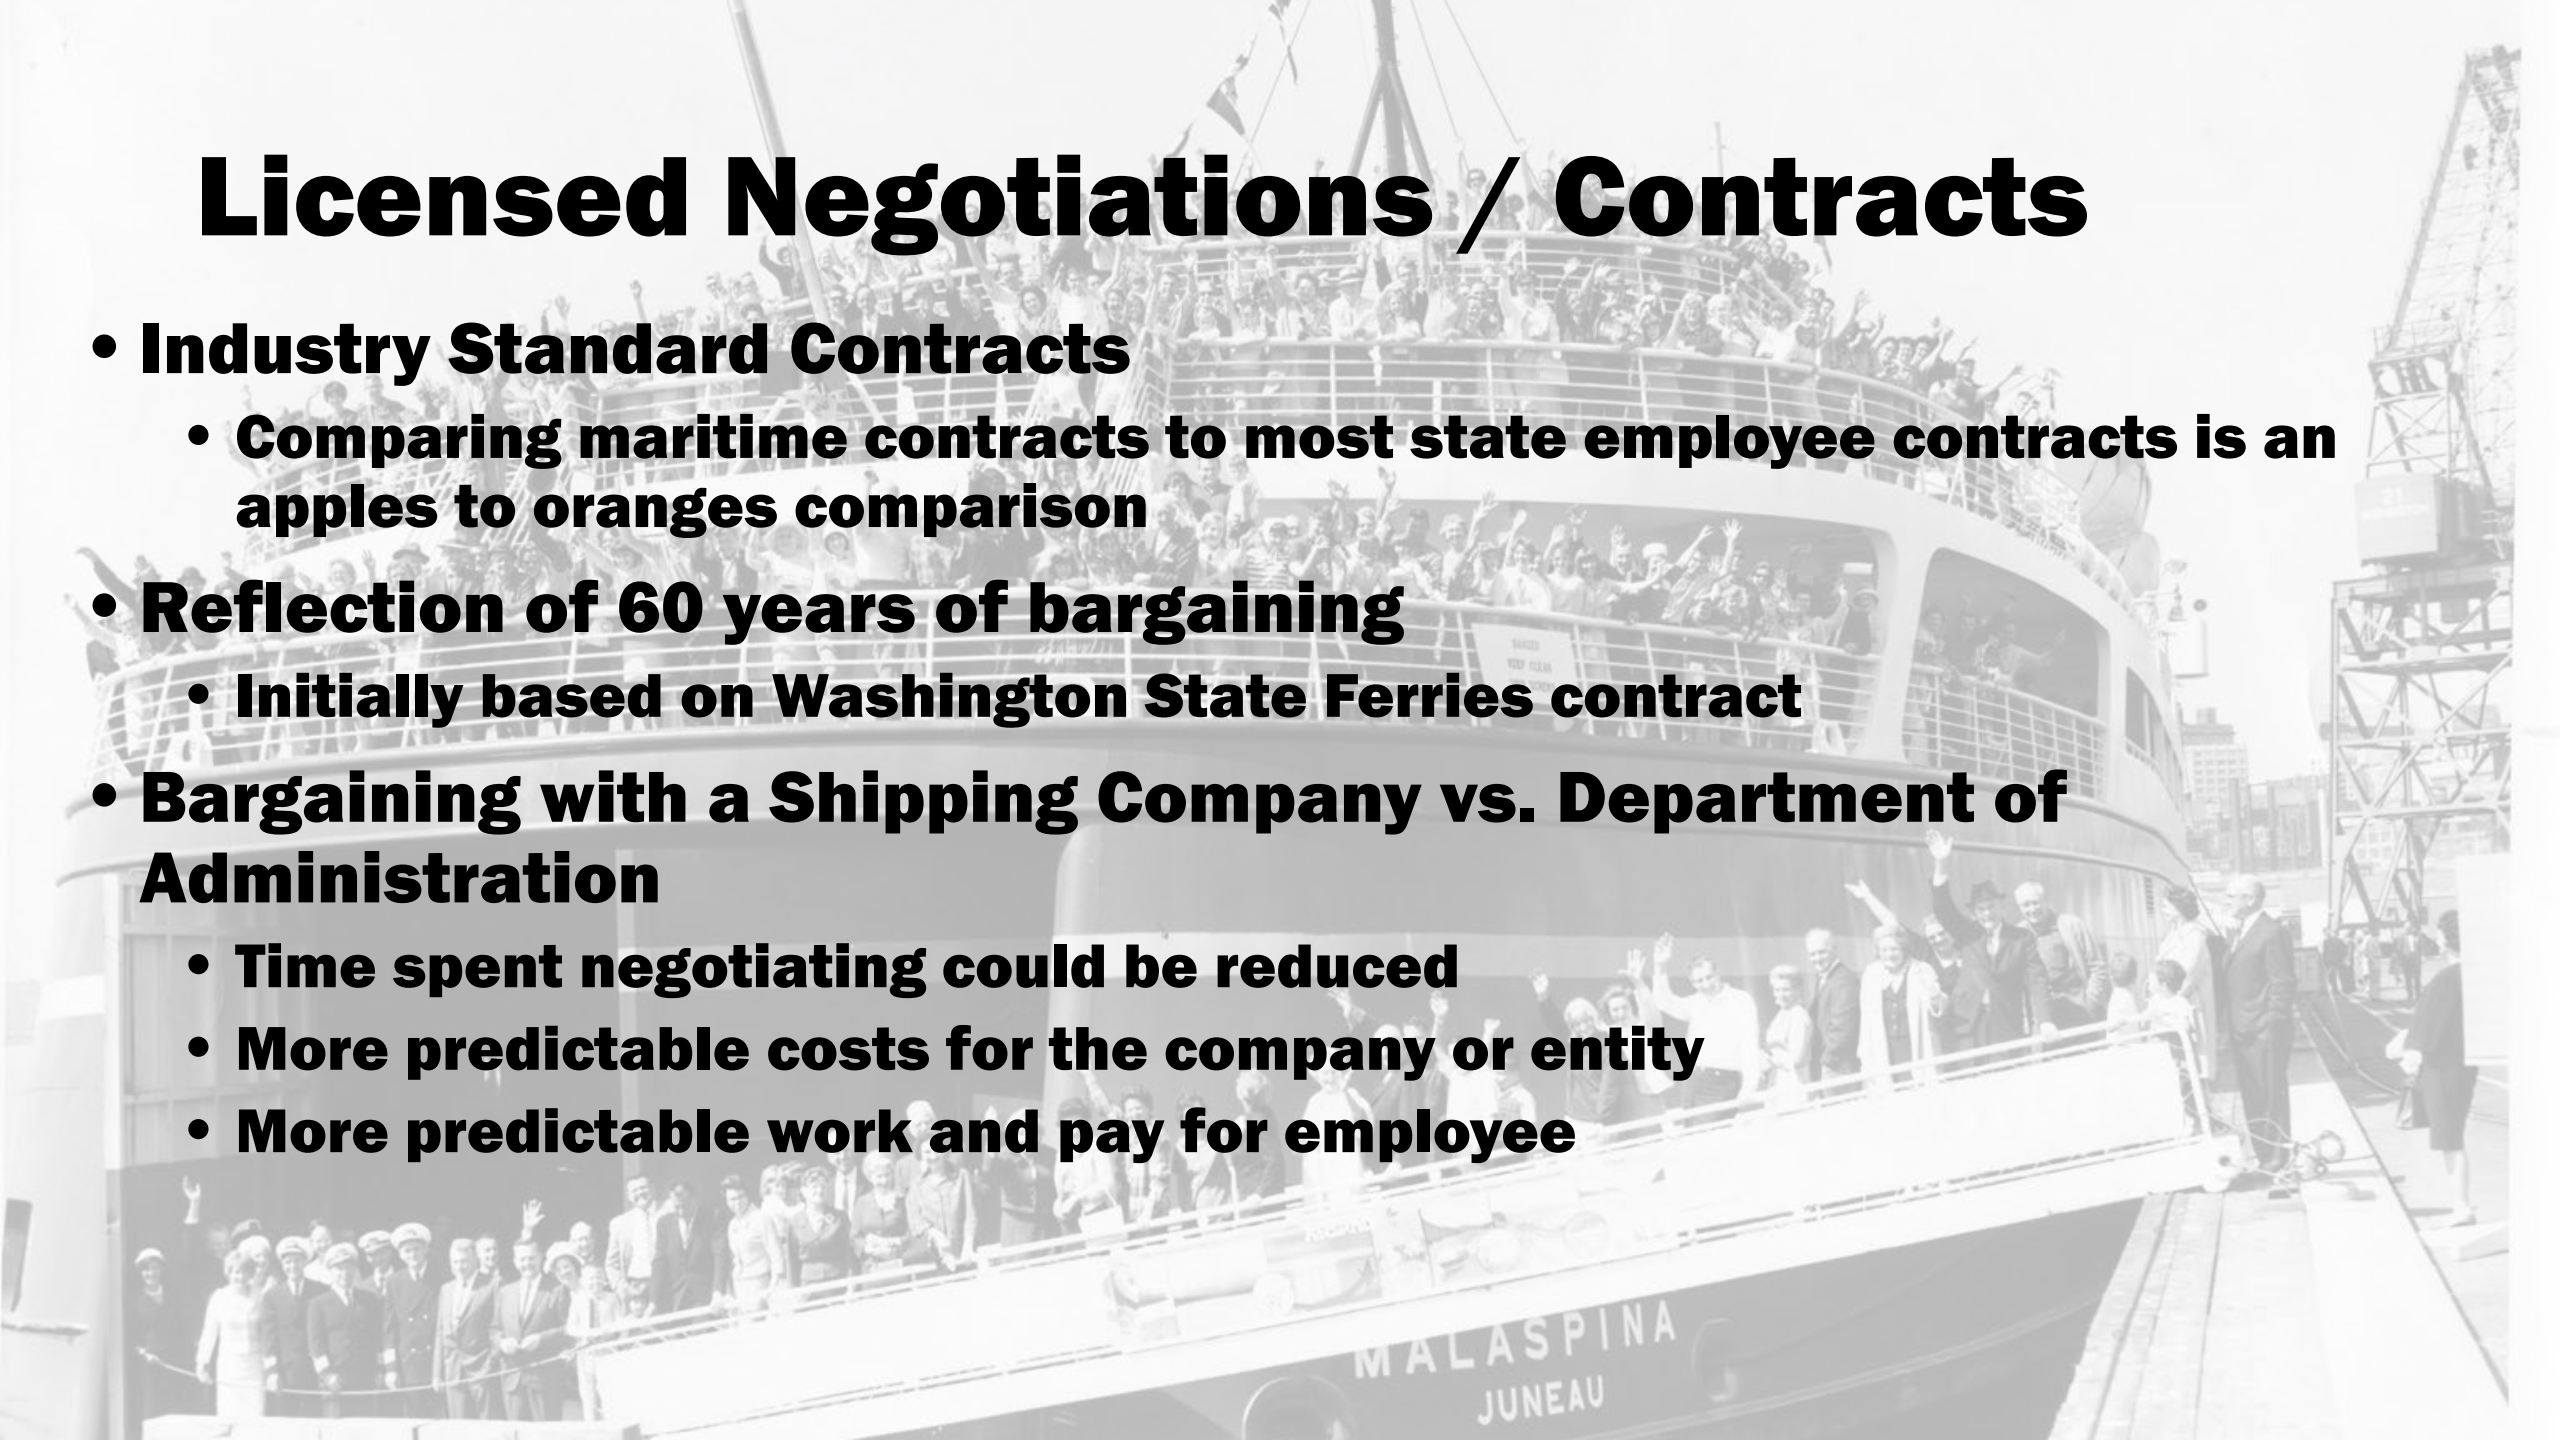 Licensed Negotiations / Contracts
• Industry Standard Contracts
• Comparing maritime contracts to most state employee contracts is an
apples to oranges comparison
• Reflection of 60 years of bargaining
• Initially based on Washington State Ferries contract
• Bargaining with a Shipping Company vs. Department of
Administration
• Time spent negotiating could be reduced
• More predictable costs for the company or entity
• More predictable work and pay for employee
MALASPINA
JUNEAU